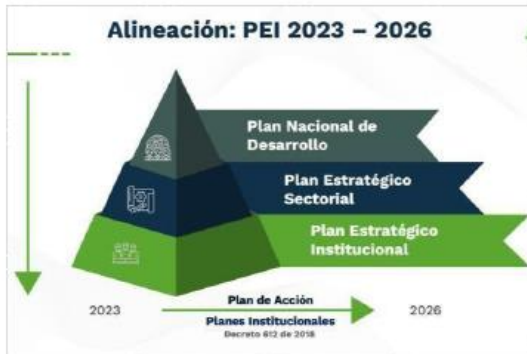 Alineación: PEI 2023 – 2026
Plan Nacional de
Desarrollo
Plan Estratégico
Sectorial
Plan Estratégico
Institucional
2023
Plan de Acción
2026
Planes Institucionales
Decreto 612 de 2018